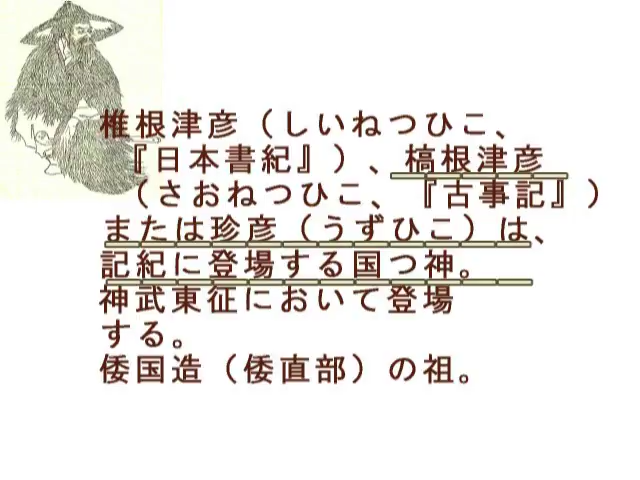 椎根津彦（しいねつひこ、
『日本書紀』）、槁根津彦
（さおねつひこ、『古事記』）
または珍彦（うずひこ）は、
記紀に登場する国つ神。
神武東征において登場
する。
倭国造（倭直部）の祖。